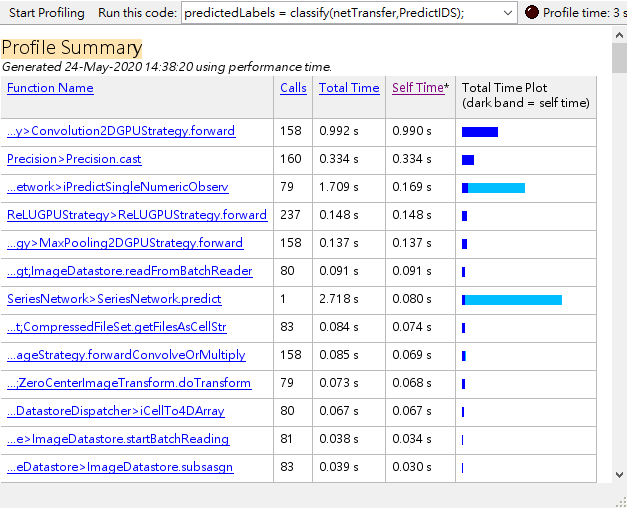 Start Profiling Run this code: predictedLabels = classify(netTransfer,PredictIDS); Profile time: 3 s
Profile Summary
Generated 24-May-2020 14:38:20 using performance time.
Function Name Calls Total Time Self Time* Total Time Plot
(dark band = self time)
...y>Convolution2DGPUStrategy.forward 158 0.992 s 0.990 s
Precision>Precision.cast 160 0.334 s 0.334 s
...etwork>iPredictSingleNumericObserv 79 1.709 s 0.169 s
ReLUGPUStrategy>ReLUGPUStrategy.forward 237 0.148 s 0.148 s
...gy>MaxPooling2DGPUStrategy.forward 158 0.137 s 0.137 s
...gt;ImageDatastore.readFromBatchReader 80 0.091 s 0.091 s
SeriesNetwork>SeriesNetwork.predict 1 2.718 s 0.080 s
...t;CompressedFileSet.getFilesAsCellStr 83 0.084 s 0.074 s
...ageStrategy.forwardConvolveOrMultiply 158 0.085 s 0.069 s
...;ZeroCenterImageTransform.doTransform 79 0.073 s 0.068 s
...DatastoreDispatcher>iCellTo4DArray 80 0.067 s 0.067 s
...e>ImageDatastore.startBatchReading 81 0.038 s 0.034 s
...eDatastore>ImageDatastore.subsasgn 83 0.039 s 0.030 s